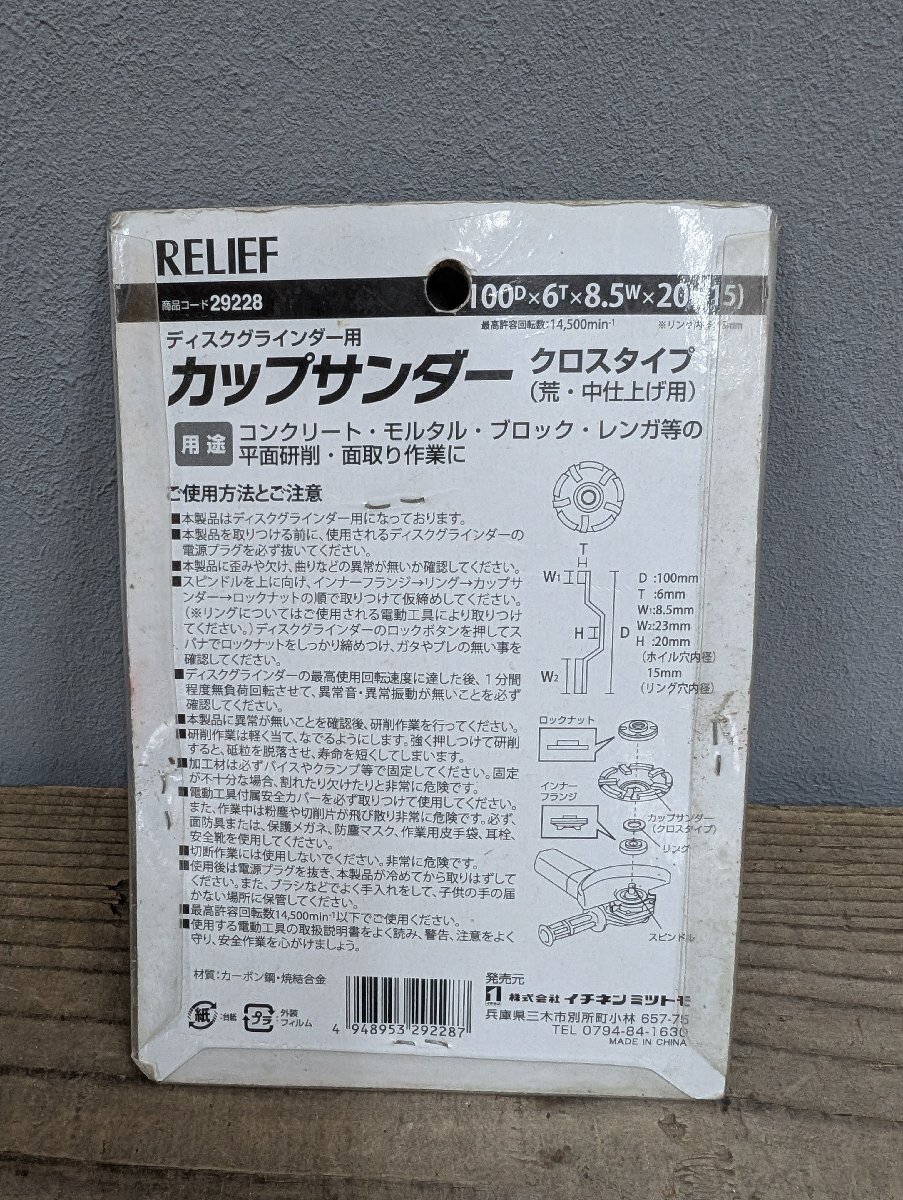 RELIEF
商品コード 29228
100D×6T×8.5W×20(15)
最高許容回転数：14,500min-1 ※リング内径15mm
ディスクグラインダー用
カップサンダー クロスタイプ
（荒・中仕上げ用）
用途 コンクリート・モルタル・ブロック・レンガ等の
平面研削・面取り作業に
ご使用方法とご注意
■本製品はディスクグラインダー用になっております。
■本製品を取りつける前に、使用されるディスクグラインダーの
電源プラグを必ず抜いてください。
■本製品に歪みや欠け、曲りなどの異常が無いか確認してください。
■スピンドルを上に向け、インナーフランジ→リング→カップサ
ンダー→ロックナットの順で取りつけて仮締めしてください。
（※リングについてはご使用される電動工具により取りつけ
てください。）ディスクグラインダーのロックボタンを押してス
パナでロックナットをしっかり締めつけ、ガタやブレの無い事を
確認してください。
■ディスクグラインダーの最高使用回転速度に達した後、1分間
程度無負荷回転させて、異常音・異常振動が無いことを必ず
確認してください。
■本製品に異常が無いことを確認後、研削作業を行ってください。
■研削作業は軽く当て、なでるようにします。強く押しつけて研削
すると、砥粒を脱落させ、寿命を短くしてしまいます。
■加工材は必ずバイスやクランプ等で固定してください。固定
が不十分な場合、割れたり欠けたりと非常に危険です。
■電動工具付属安全カバーを必ず取りつけて使用してください。
また、作業中は粉塵や切削片が飛び散り非常に危険です。必ず、
面防具または、保護メガネ、防塵マスク、作業用皮手袋、耳栓、
安全靴を使用してください。
■切断作業には使用しないでください。非常に危険です。
■使用後は電源プラグを抜き、本製品が冷めてから取りはずして
ください。また、ブラシなどでよく手入れをして、子供の手の届
かない場所に保管してください。
■最高許容回転数14,500min-1以下でご使用ください。
■使用する電動工具の取扱説明書をよく読み、警告、注意をよく
守り、安全作業を心がけましょう。
T
W1
H
D
W2
D :100mm
T :6mm
W1:8.5mm
W2:23mm
H :20mm
（ホイル穴内径）
15mm
（リング穴内径）
ロックナット
インナー
フランジ
カップサンダー
（クロスタイプ）
リング
スピンドル
材質：カーボン鋼・焼結合金
紙 :台紙 プラ :外装
フィルム
4 948953 292287
発売元
イチネン 株式会社 イチネンミツトモ
兵庫県三木市別所町小林 657-75
TEL 0794-84-1630
MADE IN CHINA